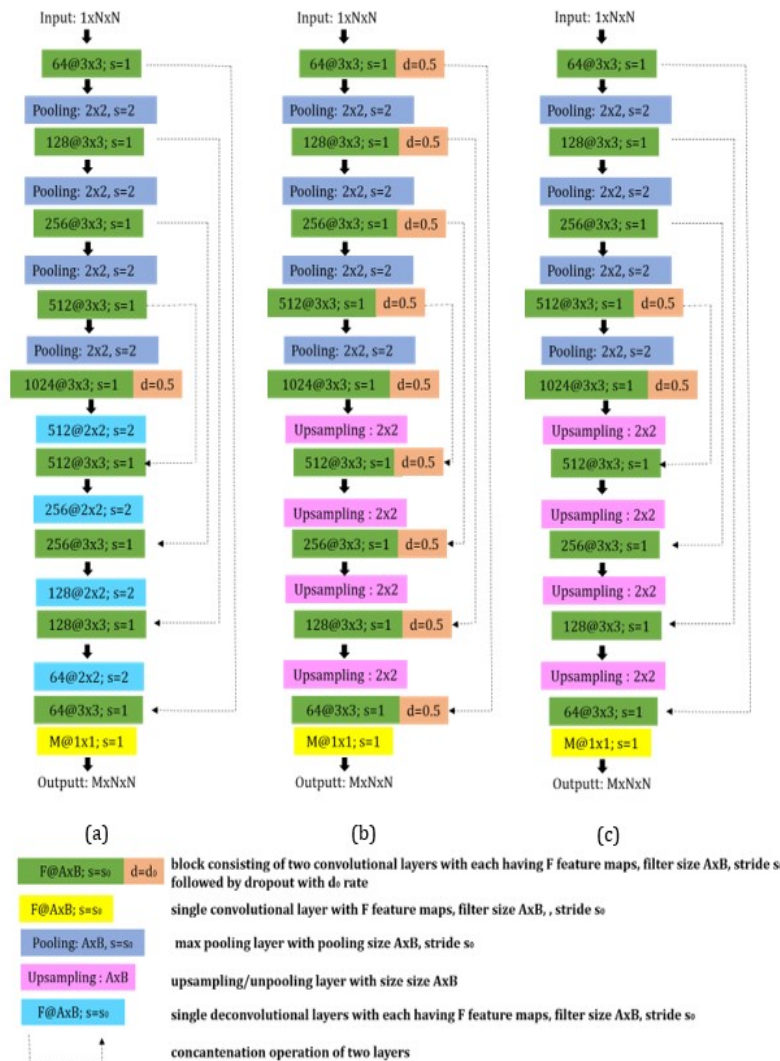 Input: 1xNxN
64@3x3; s=1
Pooling: 2x2, s=2
128@3x3; s=1
Pooling: 2x2, s=2
256@3x3; s=1
Pooling: 2x2, s=2
512@3x3; s=1
Pooling: 2x2, s=2
1024@3x3; s=1 d=0.5
512@2x2; s=2
512@3x3; s=1
256@2x2; s=2
256@3x3; s=1
128@2x2; s=2
128@3x3; s=1
64@2x2; s=2
64@3x3; s=1
M@1x1; s=1
Outputt: MxNxN
(a)
Input: 1xNxN
64@3x3; s=1 d=0.5
Pooling: 2x2, s=2
128@3x3; s=1 d=0.5
Pooling: 2x2, s=2
256@3x3; s=1 d=0.5
Pooling: 2x2, s=2
512@3x3; s=1 d=0.5
Pooling: 2x2, s=2
1024@3x3; s=1 d=0.5
Upsampling : 2x2
512@3x3; s=1 d=0.5
Upsampling : 2x2
256@3x3; s=1 d=0.5
Upsampling : 2x2
128@3x3; s=1 d=0.5
Upsampling : 2x2
64@3x3; s=1 d=0.5
M@1x1; s=1
Outputt: MxNxN
(b)
Input: 1xNxN
64@3x3; s=1
Pooling: 2x2, s=2
128@3x3; s=1
Pooling: 2x2, s=2
256@3x3; s=1
Pooling: 2x2, s=2
512@3x3; s=1 d=0.5
Pooling: 2x2, s=2
1024@3x3; s=1 d=0.5
Upsampling : 2x2
512@3x3; s=1
Upsampling : 2x2
256@3x3; s=1
Upsampling : 2x2
128@3x3; s=1
Upsampling : 2x2
64@3x3; s=1
M@1x1; s=1
Outputt: MxNxN
(c)
F@AxB; s=s₀ d=d₀ block consisting of two convolutional layers with each having F feature maps, filter size AxB, stride s
followed by dropout with d₀ rate
F@AxB; s=s₀ single convolutional layer with F feature maps, filter size AxB, , stride s₀
Pooling: AxB, s=s₀ max pooling layer with pooling size AxB, stride s₀
Upsampling : AxB upsampling/unpooling layer with size size AxB
F@AxB; s=s₀ single deconvolutional layers with each having F feature maps, filter size AxB, stride s₀
concantenation operation of two layers